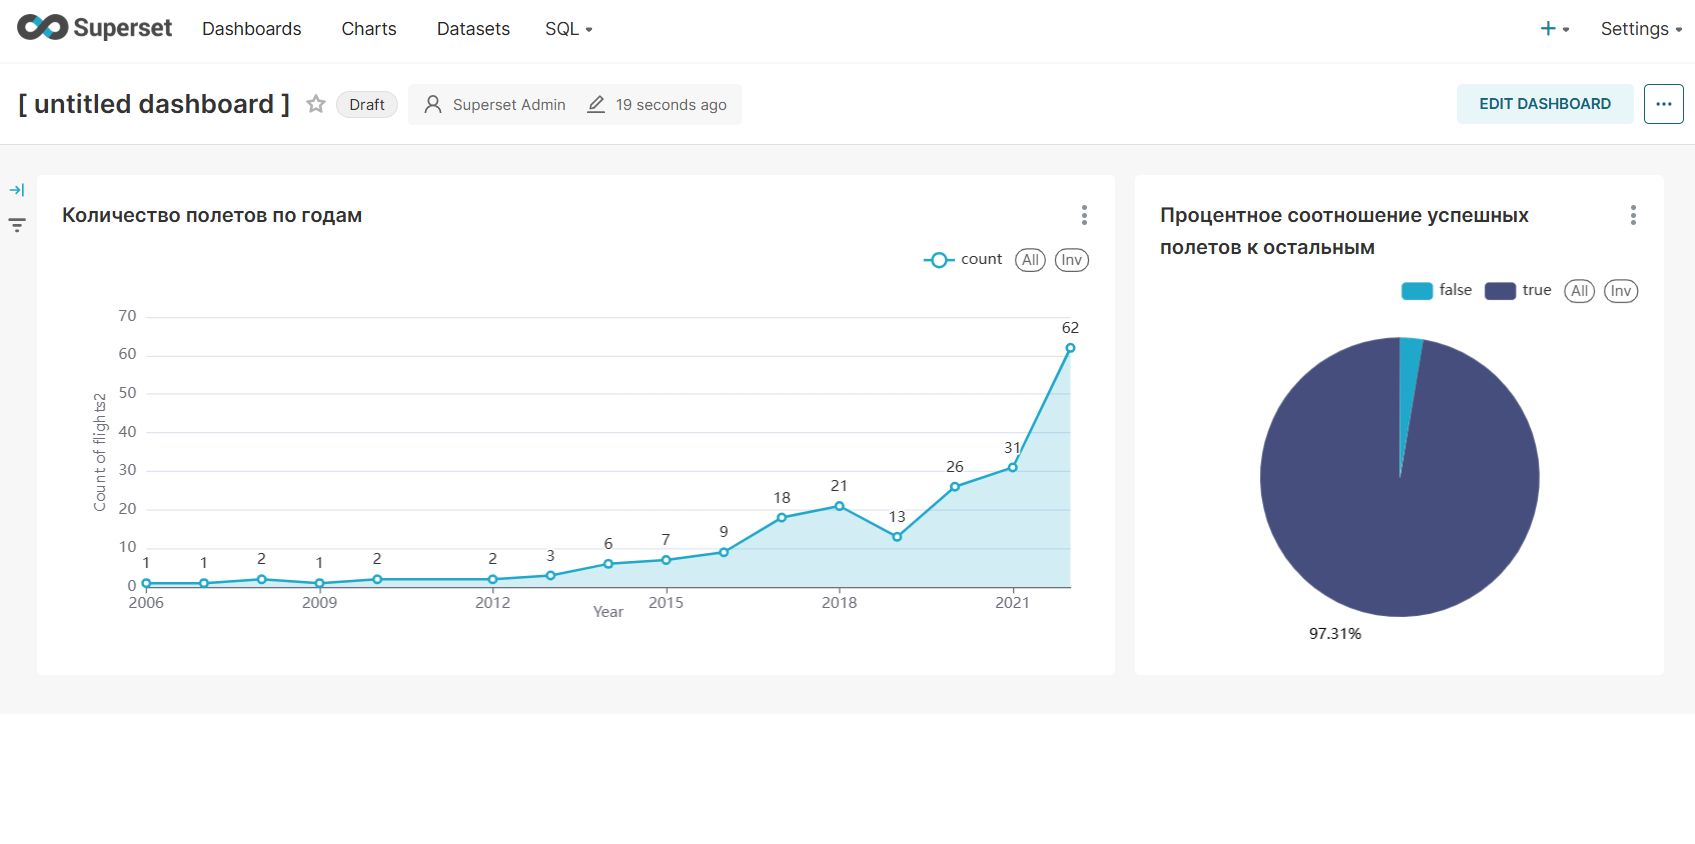 Superset Dashboards Charts Datasets SQL + Settings
[ untitled dashboard ] Draft Superset Admin 19 seconds ago EDIT DASHBOARD ...
Количество полетов по годам
count All Inv
70
60
50
40
30
20
10
0
Count of flights2
1 1 2 1 2 2 3 6 7 9 18 21 13 26 31 62
2006 2009 2012 2015 2018 2021
Year
Процентное соотношение успешных
полетов к остальным
false true All Inv
97.31%